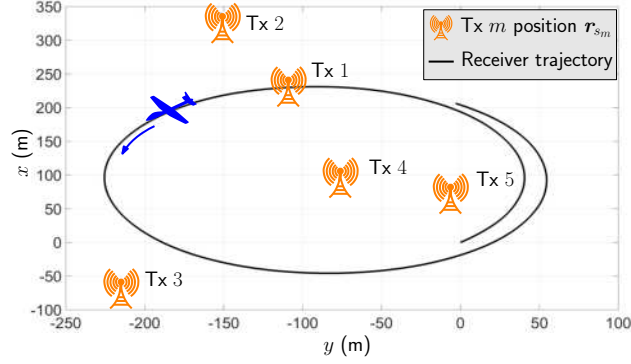 350
300
250
200
150
100
50
0
-50
-100
x (m)
-250
-200
-150
-100
-50
0
50
100
y (m)
Tx 2
Tx 1
Tx 4
Tx 5
Tx 3
Tx m position r_{s_m}
Receiver trajectory